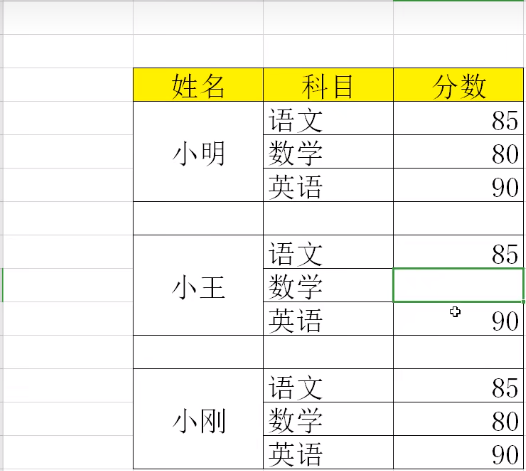 姓名 科目 分数
语文 85
小明 数学 80
英语 90
语文 85
小王 数学
英语 90
语文 85
小刚 数学 80
英语 90